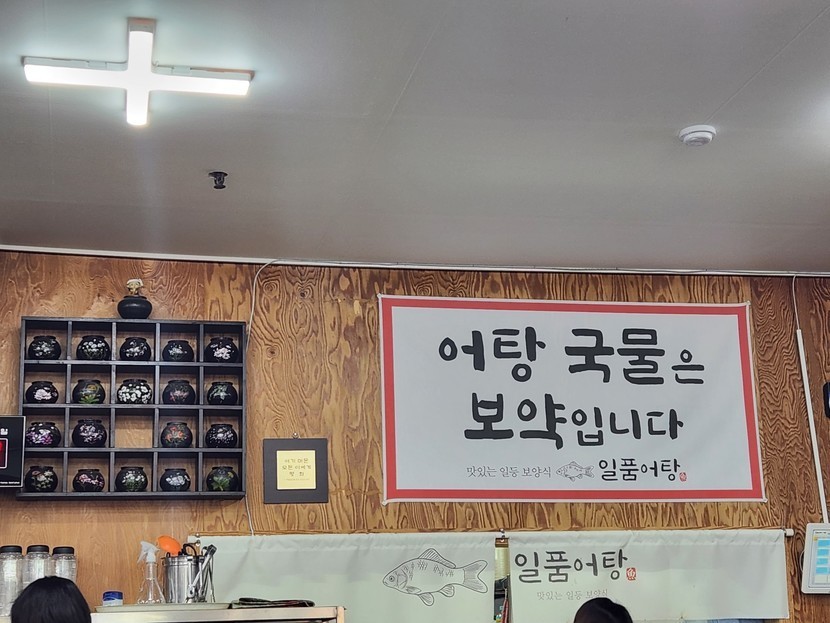 어탕 국물은
보약입니다
맛있는 일등 보양식 일품어탕
일품어탕
맛있는 일등 보양식